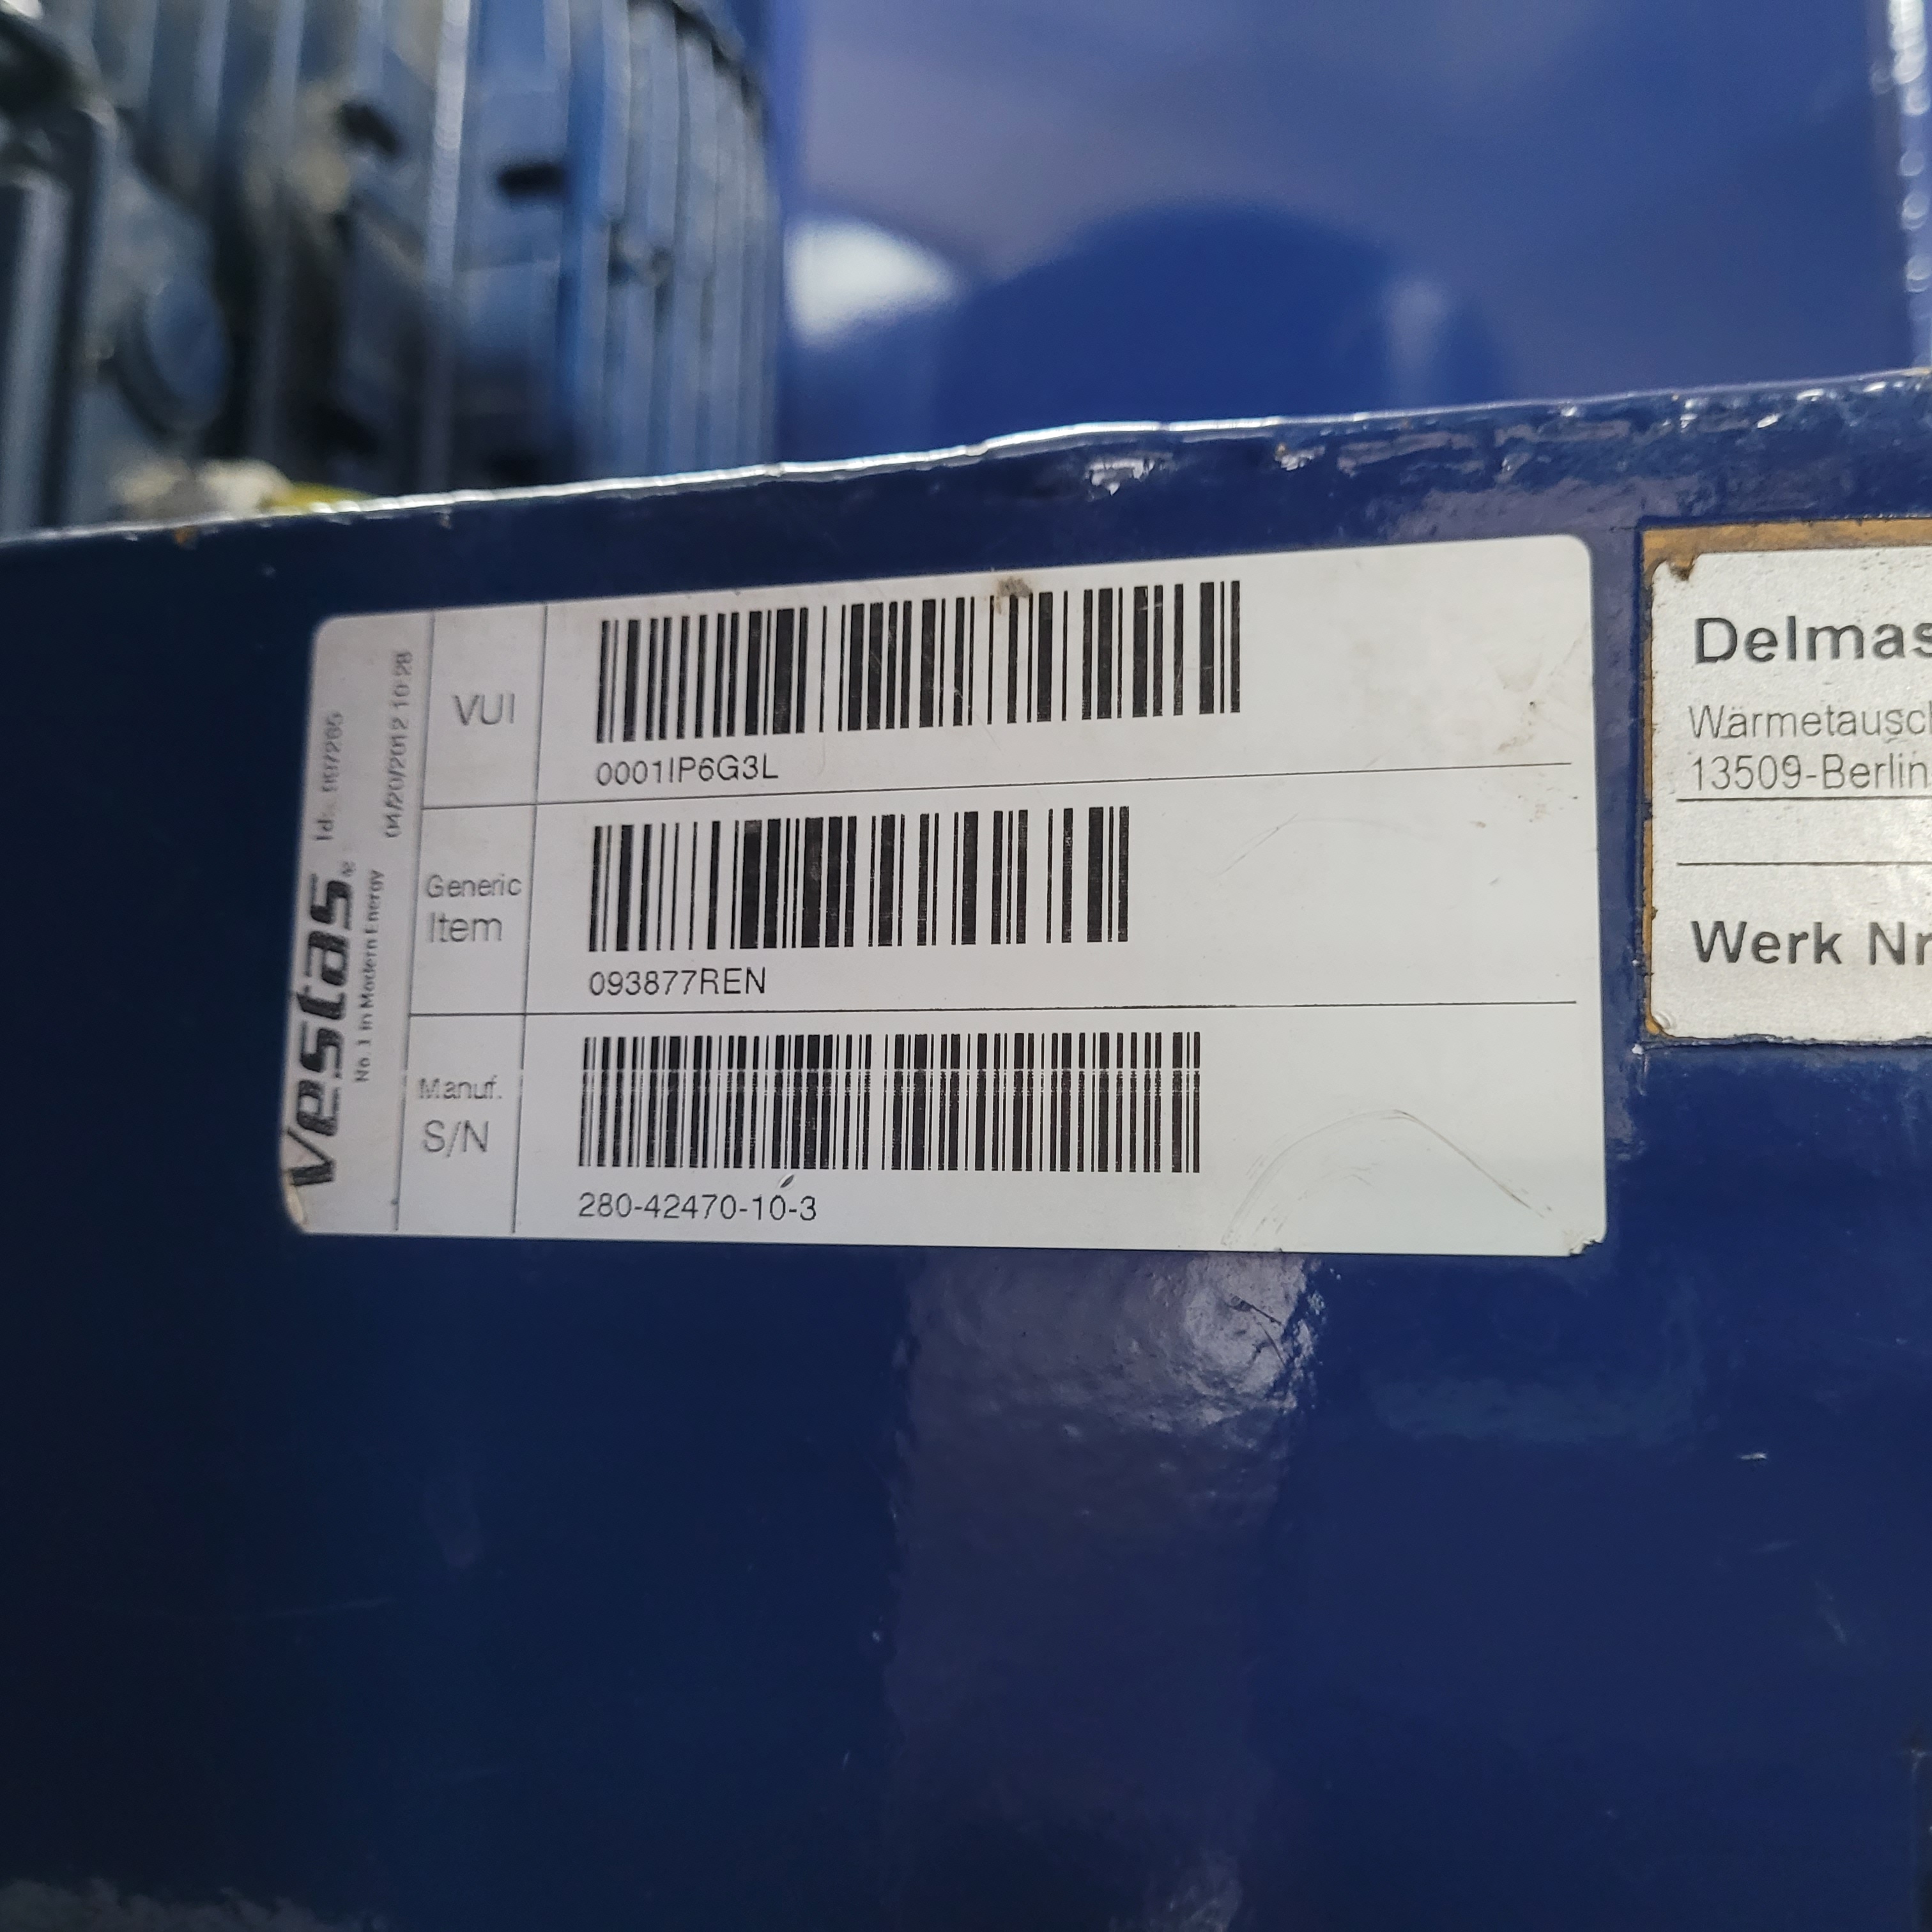 Vestas®
No. 1 in Modern Energy
04/20/2012 10:28
VUI
0001IP6G3L
Generic
Item
093877REN
Manuf.
S/N
280-42470-10-3
Delmas
Wärmetausch
13509-Berlin
Werk Nr